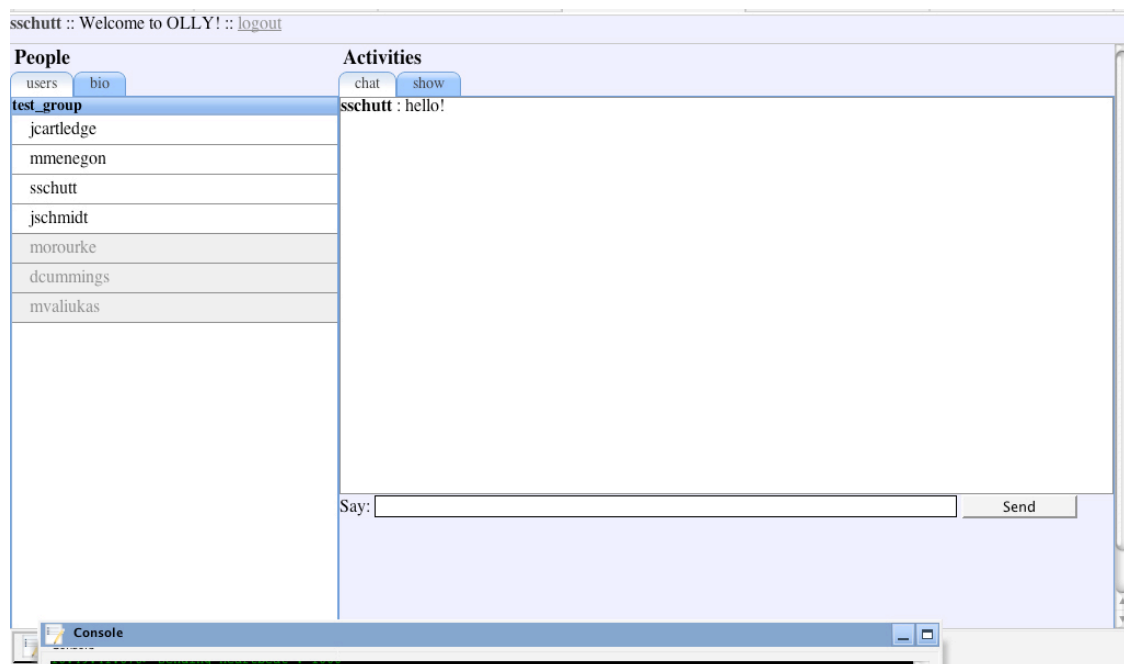 sschutt :: Welcome to OLLY! :: logout
People
users bio
test_group
jcartledge
mmenegon
sschutt
jschmidt
morourke
dcummings
mvaliukas
Activities
chat show
sschutt : hello!
Say: Send
Console